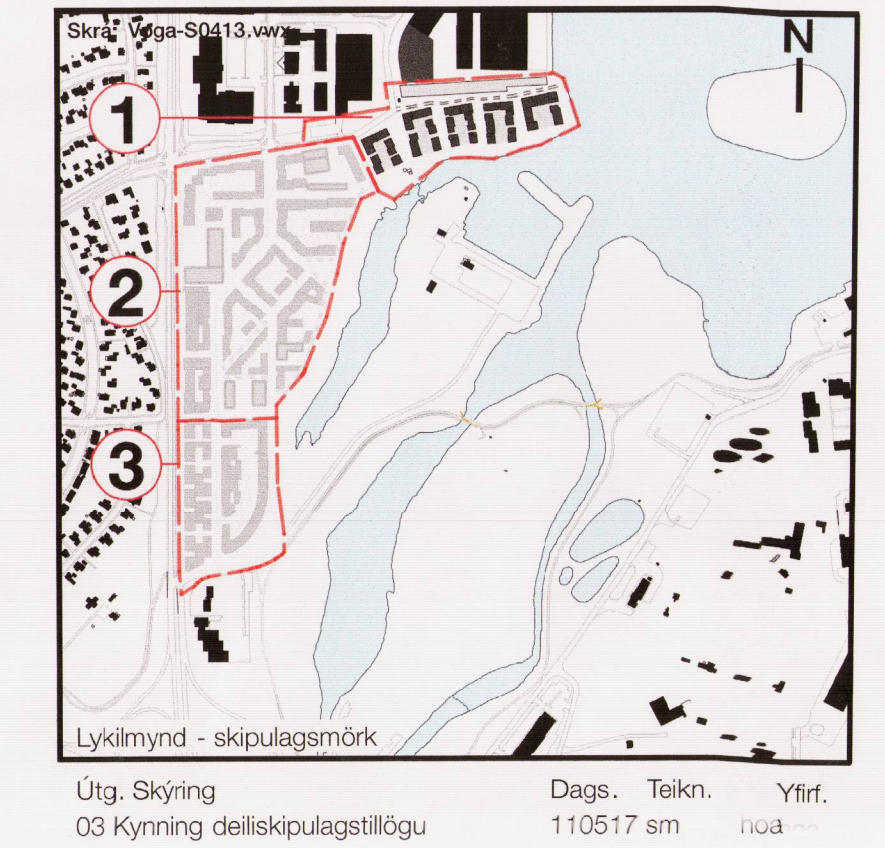 Skrá: Voga-S0413.vwx
N
1
2
3
Lykilmynd - skipulagsmörk
Útg. Skýring Dags. Teikn. Yfirf.
03 Kynning deiliskipulagstillögu 110517 sm hoa